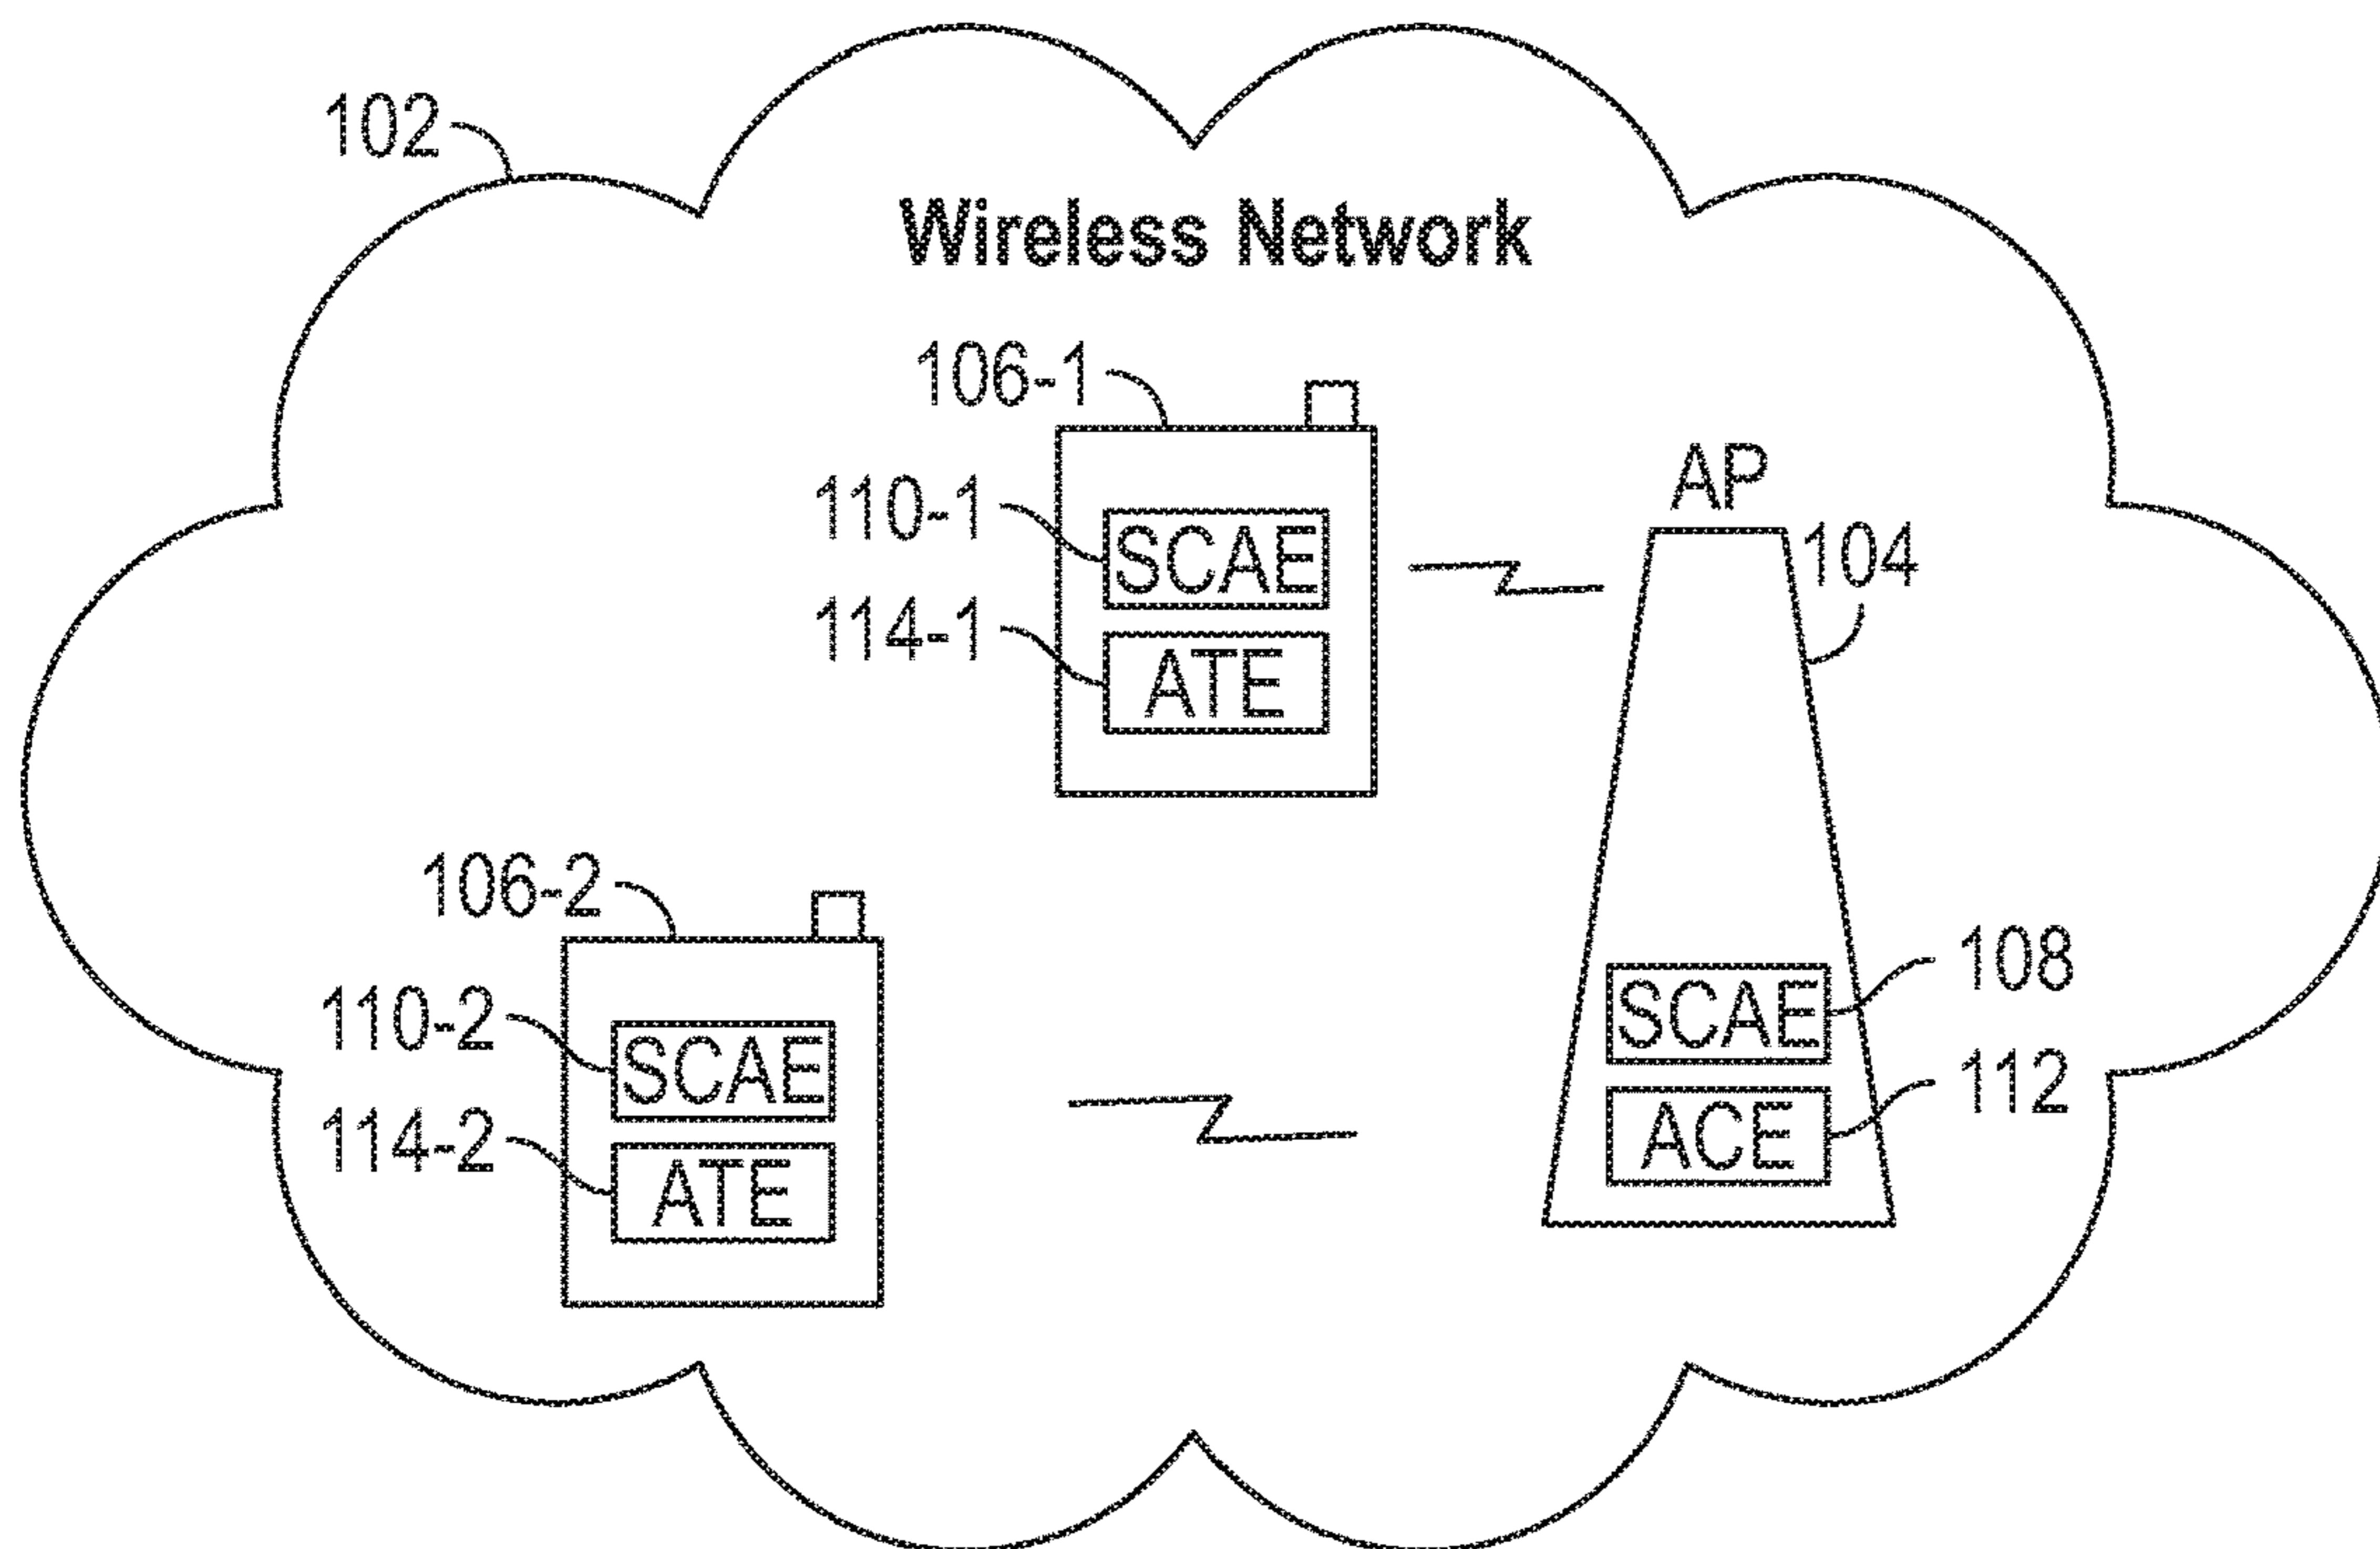 102
Wireless Network
106-1
AP
110-1
SCAE
104
114-1
ATE
106-2
108
SCAE
110-2
SCAE
112
ACE
114-2
ATE